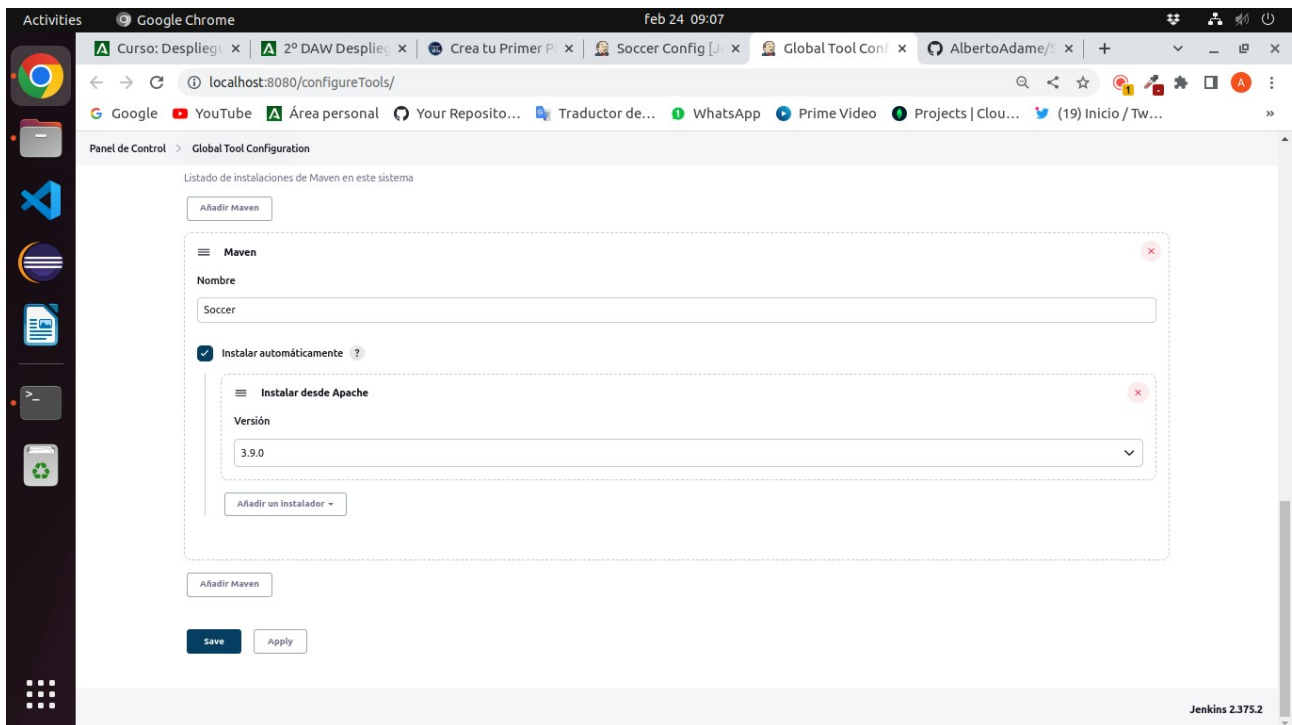 Activities Google Chrome feb 24 09:07
Curso: Desplieg 2º DAW Desplieg Crea tu Primer P Soccer Config [J Global Tool Conf AlbertoAdame/S
localhost:8080/configureTools/
Google YouTube Área personal Your Reposito... Traductor de... WhatsApp Prime Video Projects | Clou... (19) Inicio / Tw... »
Panel de Control > Global Tool Configuration
Listado de instalaciones de Maven en este sistema
Añadir Maven
Maven
Nombre
Soccer
Instalar automáticamente ?
Instalar desde Apache
Versión
3.9.0
Añadir un instalador
Añadir Maven
Save Apply
Jenkins 2.375.2